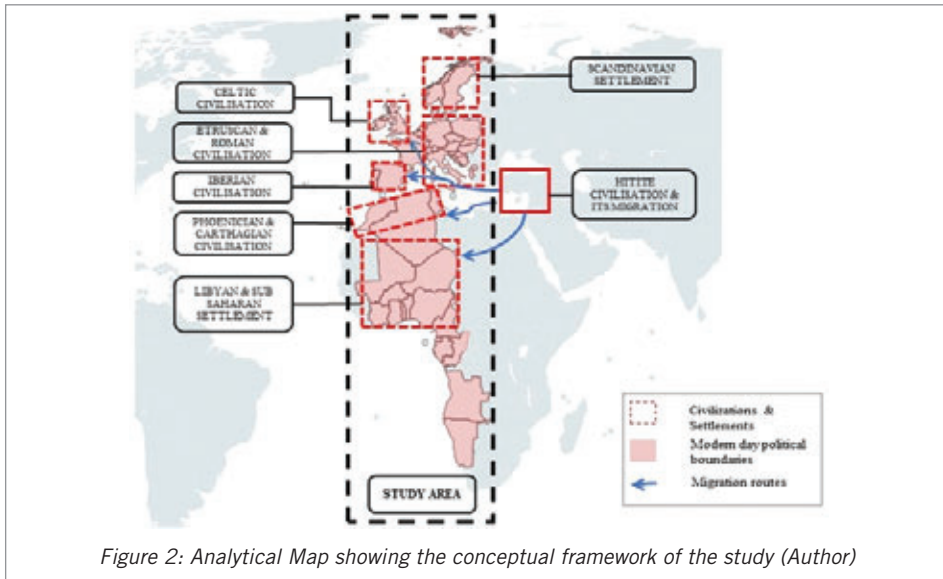 SCANDINAVIAN
SETTLEMENT
CELTIC
CIVILISATION
ETRUSCAN &
ROMAN
CIVILISATION
IBERIAN
CIVILISATION
PHOENICIAN &
CARTHAGIAN
CIVILISATION
LIBYAN & SUB
SAHARAN
SETTLEMENT
HITITE
CIVILISATION &
ITS MIGRATION
Civilizations &
Settlements
Modern day political
boundaries
Migration routes
STUDY AREA
Figure 2: Analytical Map showing the conceptual framework of the study (Author)